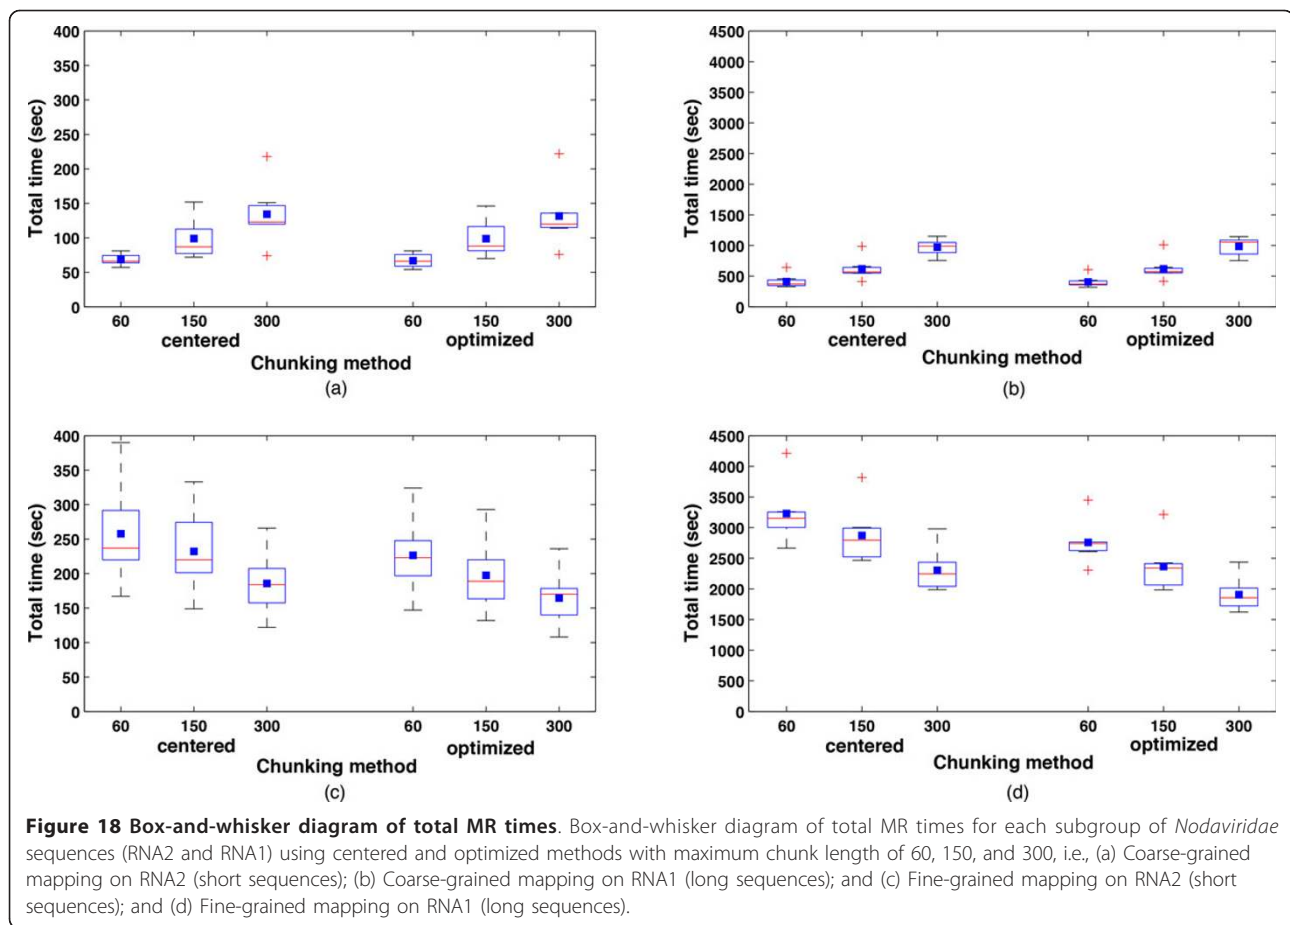 400
350
300
250
200
150
100
50
0
Total time (sec)
60 150 300 60 150 300
centered optimized
Chunking method
(a)
4500
4000
3500
3000
2500
2000
1500
1000
500
0
Total time (sec)
60 150 300 60 150 300
centered optimized
Chunking method
(b)
400
350
300
250
200
150
100
50
0
Total time (sec)
60 150 300 60 150 300
centered optimized
Chunking method
(c)
4500
4000
3500
3000
2500
2000
1500
1000
500
0
Total time (sec)
60 150 300 60 150 300
centered optimized
Chunking method
(d)
Figure 18 Box-and-whisker diagram of total MR times. Box-and-whisker diagram of total MR times for each subgroup of Nodaviridae
sequences (RNA2 and RNA1) using centered and optimized methods with maximum chunk length of 60, 150, and 300, i.e., (a) Coarse-grained
mapping on RNA2 (short sequences); (b) Coarse-grained mapping on RNA1 (long sequences); and (c) Fine-grained mapping on RNA2 (short
sequences); and (d) Fine-grained mapping on RNA1 (long sequences).